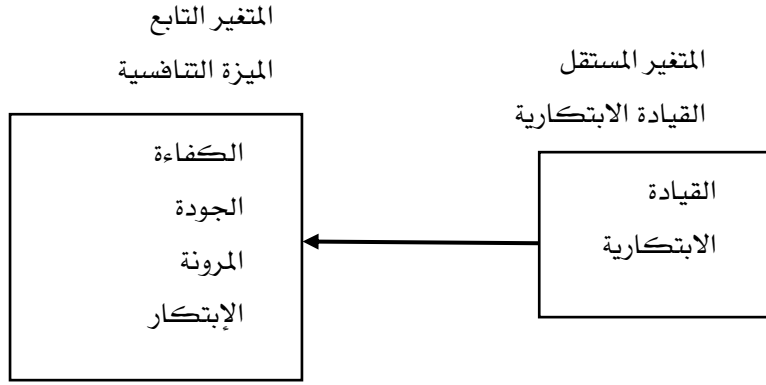 المتغير المستقل
القيادة الابتكارية
القيادة
الابتكارية
المتغير التابع
الميزة التنافسية
الكفاءة
الجودة
المرونة
الإبتكار